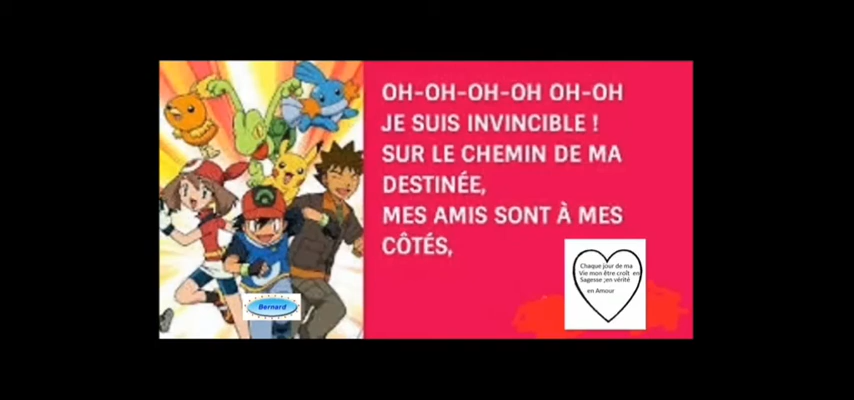 OH-OH-OH-OH OH-OH
JE SUIS INVINCIBLE !
SUR LE CHEMIN DE MA
DESTINÉE,
MES AMIS SONT À MES
CÔTÉS,
Chaque jour de ma
Vie mon être croît en
Sagesse ;en vérité
en Amour
Bernard